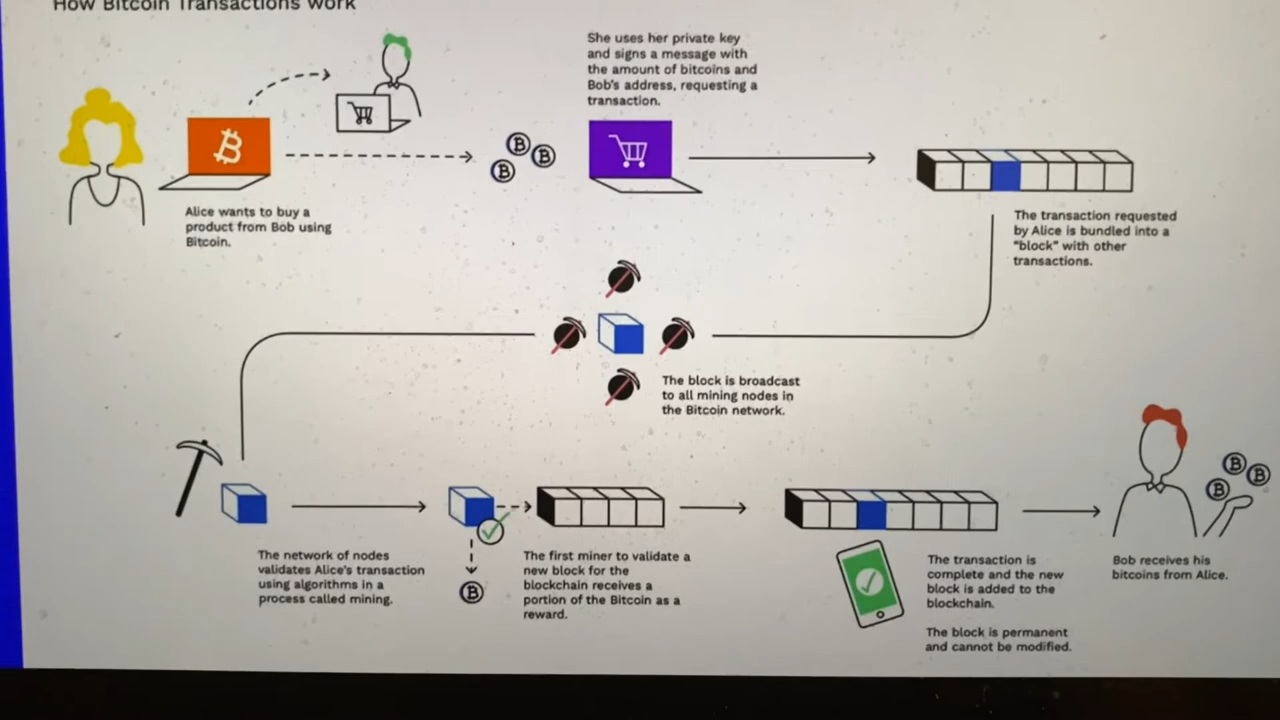 How Bitcoin Transactions Work
She uses her private key
and signs a message with
the amount of bitcoins and
Bob's address, requesting a
transaction.
Alice wants to buy a
product from Bob using
Bitcoin.
The transaction requested
by Alice is bundled into a
"block" with other
transactions.
The block is broadcast
to all mining nodes in
the Bitcoin network.
The network of nodes
validates Alice's transaction
using algorithms in a
process called mining.
The first miner to validate a
new block for the
blockchain receives a
portion of the Bitcoin as a
reward.
The transaction is
complete and the new
block is added to the
blockchain.
The block is permanent
and cannot be modified.
Bob receives his
bitcoins from Alice.